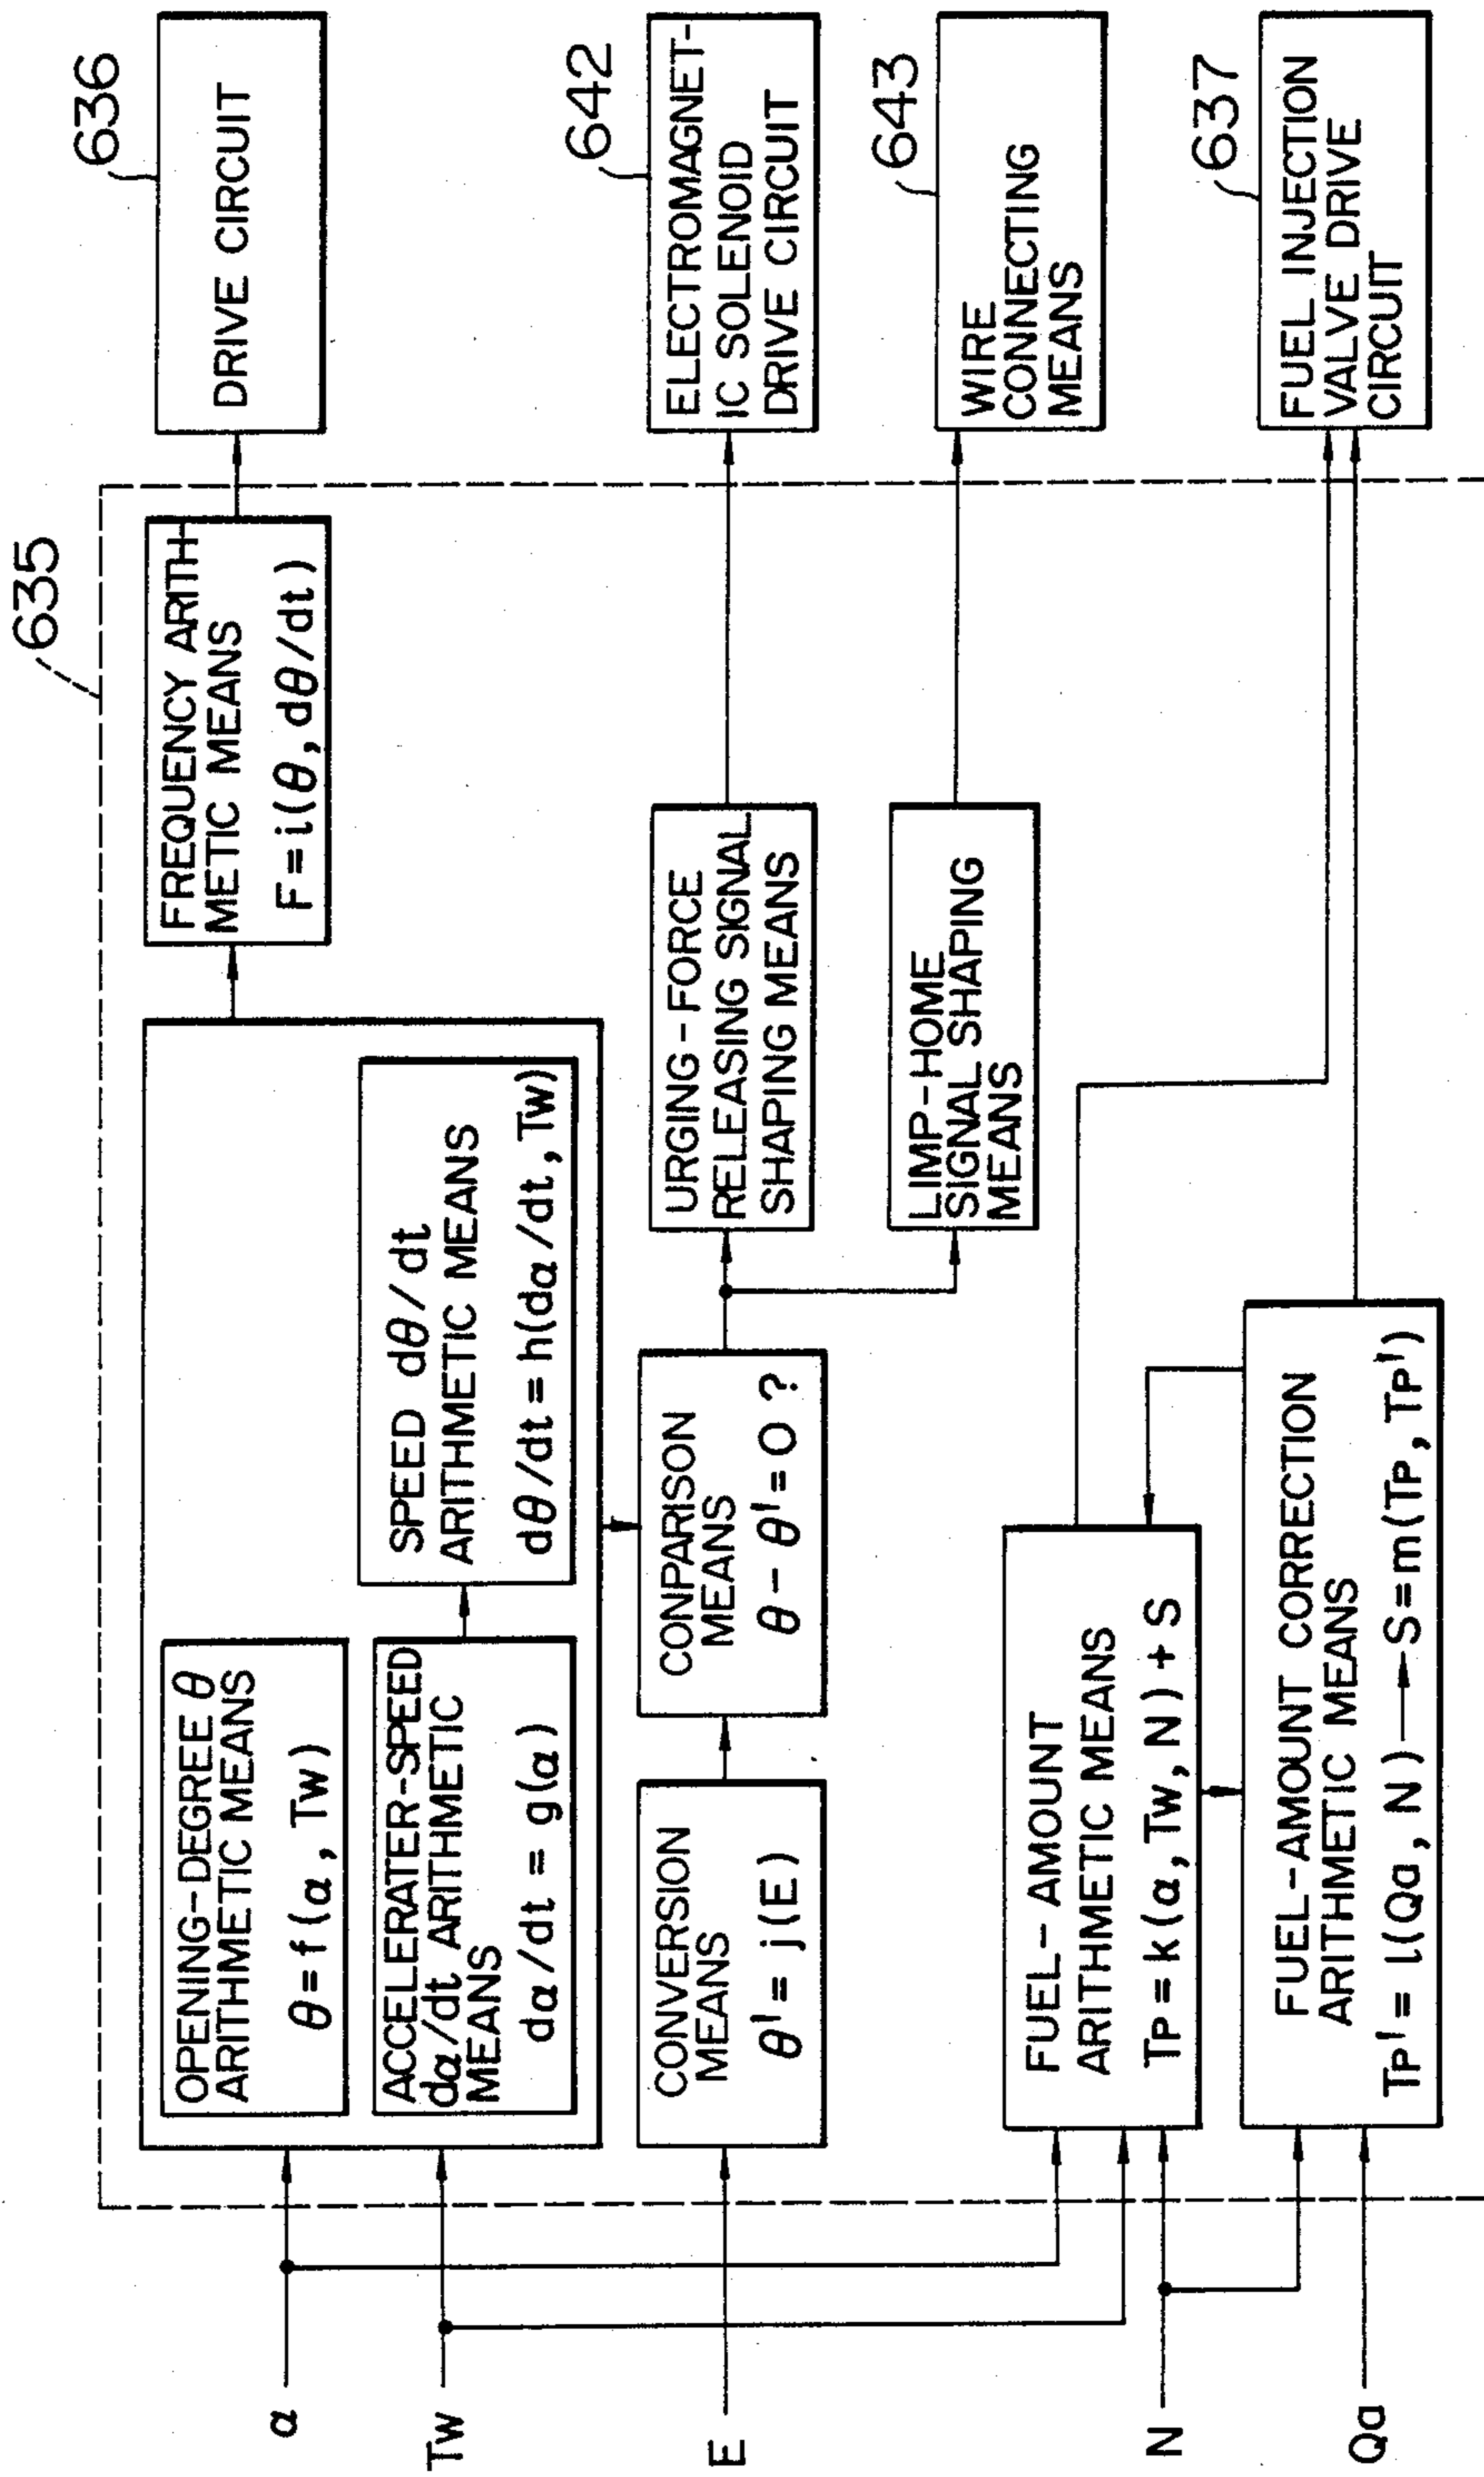 635
α
Tw
E
N
Qa
OPENING-DEGREE θ
ARITHMETIC MEANS
θ = f (α, Tw)
ACCELERATER-SPEED
dα/dt ARITHMETIC
MEANS
dα/dt = g(α)
SPEED dθ/dt
ARITHMETIC MEANS
dθ/dt = h(dα/dt, Tw)
FREQUENCY ARITH
METIC MEANS
F = i(θ, dθ/dt)
DRIVE CIRCUIT
636
CONVERSION
MEANS
θ' = j(E)
CONPARISON
MEANS
θ - θ' = 0 ?
URGING-FORCE
RELEASING SIGNAL
SHAPING MEANS
ELECTROMAGNET-
IC SOLENOID
DRIVE CIRCUIT
642
LIMP-HOME
SIGNAL SHAPING
MEANS
WIRE
CONNECTING
MEANS
643
FUEL-AMOUNT
ARITHMETIC MEANS
TP = k(α, Tw, N) + S
FUEL-AMOUNT CORRECTION
ARITHMETIC MEANS
TP' = l(Qa, N) → S = m(TP, TP')
FUEL INJECTION
VALVE DRIVE
CIRCUIT
637